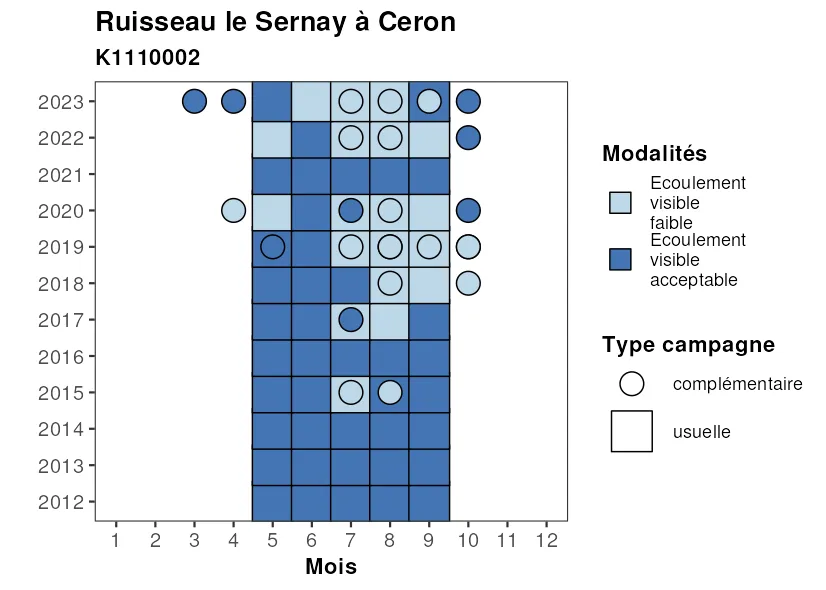 Ruisseau le Sernay à Ceron
K1110002
2023
2022
2021
2020
2019
2018
2017
2016
2015
2014
2013
2012
1 2 3 4 5 6 7 8 9 10 11 12
Mois
Modalités
Ecoulement
visible
faible
Ecoulement
visible
acceptable
Type campagne
complémentaire
usuelle